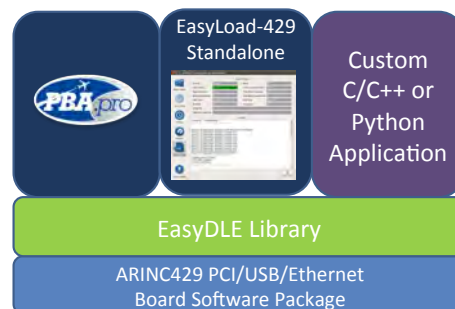 PBA.pro
EasyLoad-429
Standalone
Custom
C/C++ or
Python
Application
EasyDLE Library
ARINC429 PCI/USB/Ethernet
Board Software Package